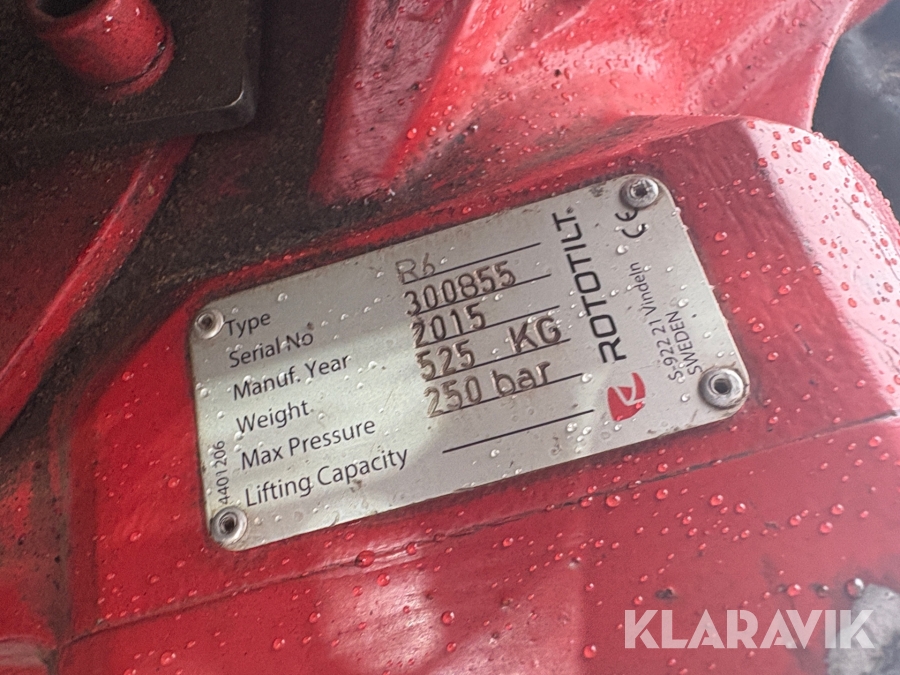 Type R6
Serial No 300855
Manuf. Year 2015
Weight 525 KG
Max Pressure 250 bar
Lifting Capacity
4401206
ROTOTILT®
S-922 21 Vindeln
SWEDEN
CE
KLARAVIK